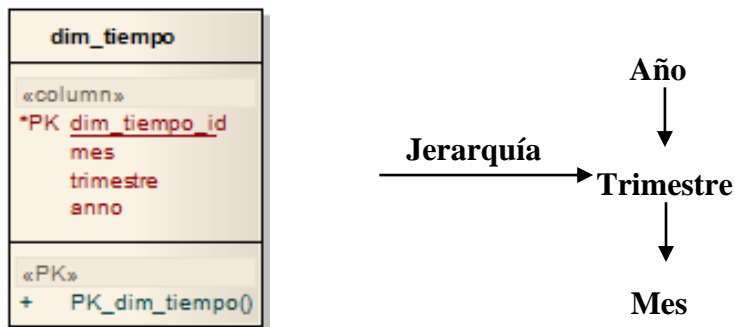 dim_tiempo
«column»
*PK dim_tiempo_id
mes
trimestre
anno
«PK»
+ PK_dim_tiempo()
Jerarquía
Año
Trimestre
Mes